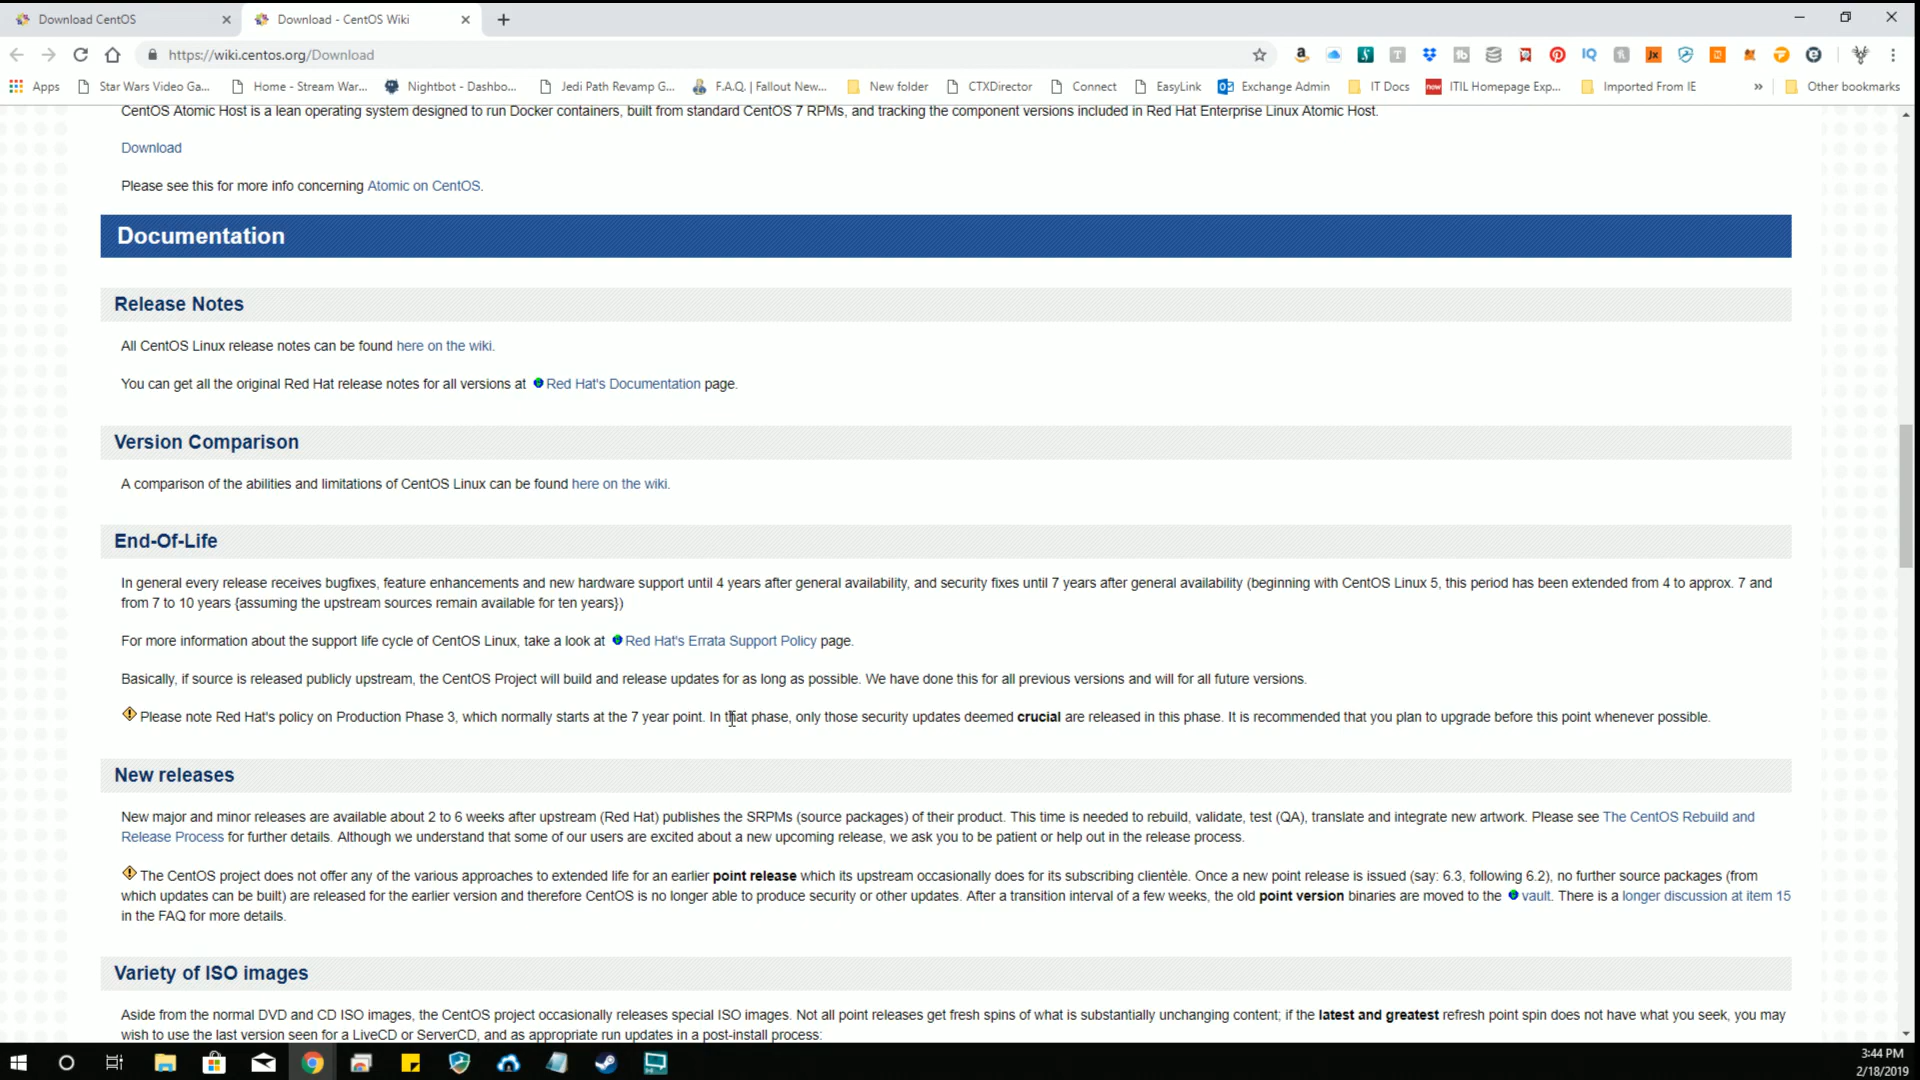 Download CentOS
Download - CentOS Wiki
https://wiki.centos.org/Download
Apps
Star Wars Video Ga...
Home - Stream War...
Nightbot - Dashbo...
Jedi Path Revamp G...
F.A.Q. | Fallout New...
New folder
CTXDirector
Connect
EasyLink
Exchange Admin
IT Docs
ITIL Homepage Exp...
Imported From IE
»
Other bookmarks
CentOS Atomic Host is a lean operating system designed to run Docker containers, built from standard CentOS 7 RPMs, and tracking the component versions included in Red Hat Enterprise Linux Atomic Host.
Download
Please see this for more info concerning Atomic on CentOS.
Documentation
Release Notes
All CentOS Linux release notes can be found here on the wiki.
You can get all the original Red Hat release notes for all versions at Red Hat's Documentation page.
Version Comparison
A comparison of the abilities and limitations of CentOS Linux can be found here on the wiki.
End-Of-Life
In general every release receives bugfixes, feature enhancements and new hardware support until 4 years after general availability, and security fixes until 7 years after general availability (beginning with CentOS Linux 5, this period has been extended from 4 to approx. 7 and
from 7 to 10 years {assuming the upstream sources remain available for ten years})
For more information about the support life cycle of CentOS Linux, take a look at Red Hat's Errata Support Policy page.
Basically, if source is released publicly upstream, the CentOS Project will build and release updates for as long as possible. We have done this for all previous versions and will for all future versions.
Please note Red Hat's policy on Production Phase 3, which normally starts at the 7 year point. In that phase, only those security updates deemed crucial are released in this phase. It is recommended that you plan to upgrade before this point whenever possible.
New releases
New major and minor releases are available about 2 to 6 weeks after upstream (Red Hat) publishes the SRPMs (source packages) of their product. This time is needed to rebuild, validate, test (QA), translate and integrate new artwork. Please see The CentOS Rebuild and
Release Process for further details. Although we understand that some of our users are excited about a new upcoming release, we ask you to be patient or help out in the release process.
The CentOS project does not offer any of the various approaches to extended life for an earlier point release which its upstream occasionally does for its subscribing clientèle. Once a new point release is issued (say: 6.3, following 6.2), no further source packages (from
which updates can be built) are released for the earlier version and therefore CentOS is no longer able to produce security or other updates. After a transition interval of a few weeks, the old point version binaries are moved to the vault. There is a longer discussion at item 15
in the FAQ for more details.
Variety of ISO images
Aside from the normal DVD and CD ISO images, the CentOS project occasionally releases special ISO images. Not all point releases get fresh spins of what is substantially unchanging content; if the latest and greatest refresh point spin does not have what you seek, you may
wish to use the last version seen for a LiveCD or ServerCD, and as appropriate run updates in a post-install process:
3:44 PM
2/18/2019